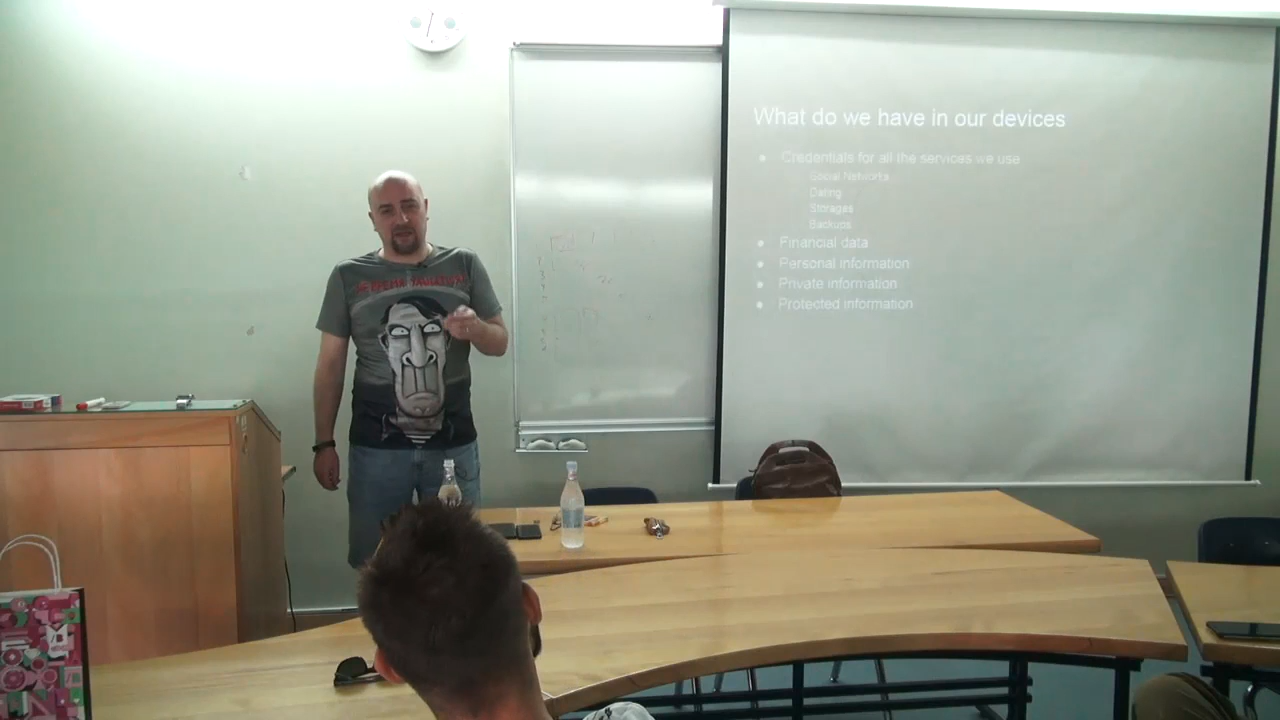 What do we have in our devices
Credentials for all the services we use
Social Networks
Dating
Storages
Backups
Financial data
Personal information
Private information
Protected information